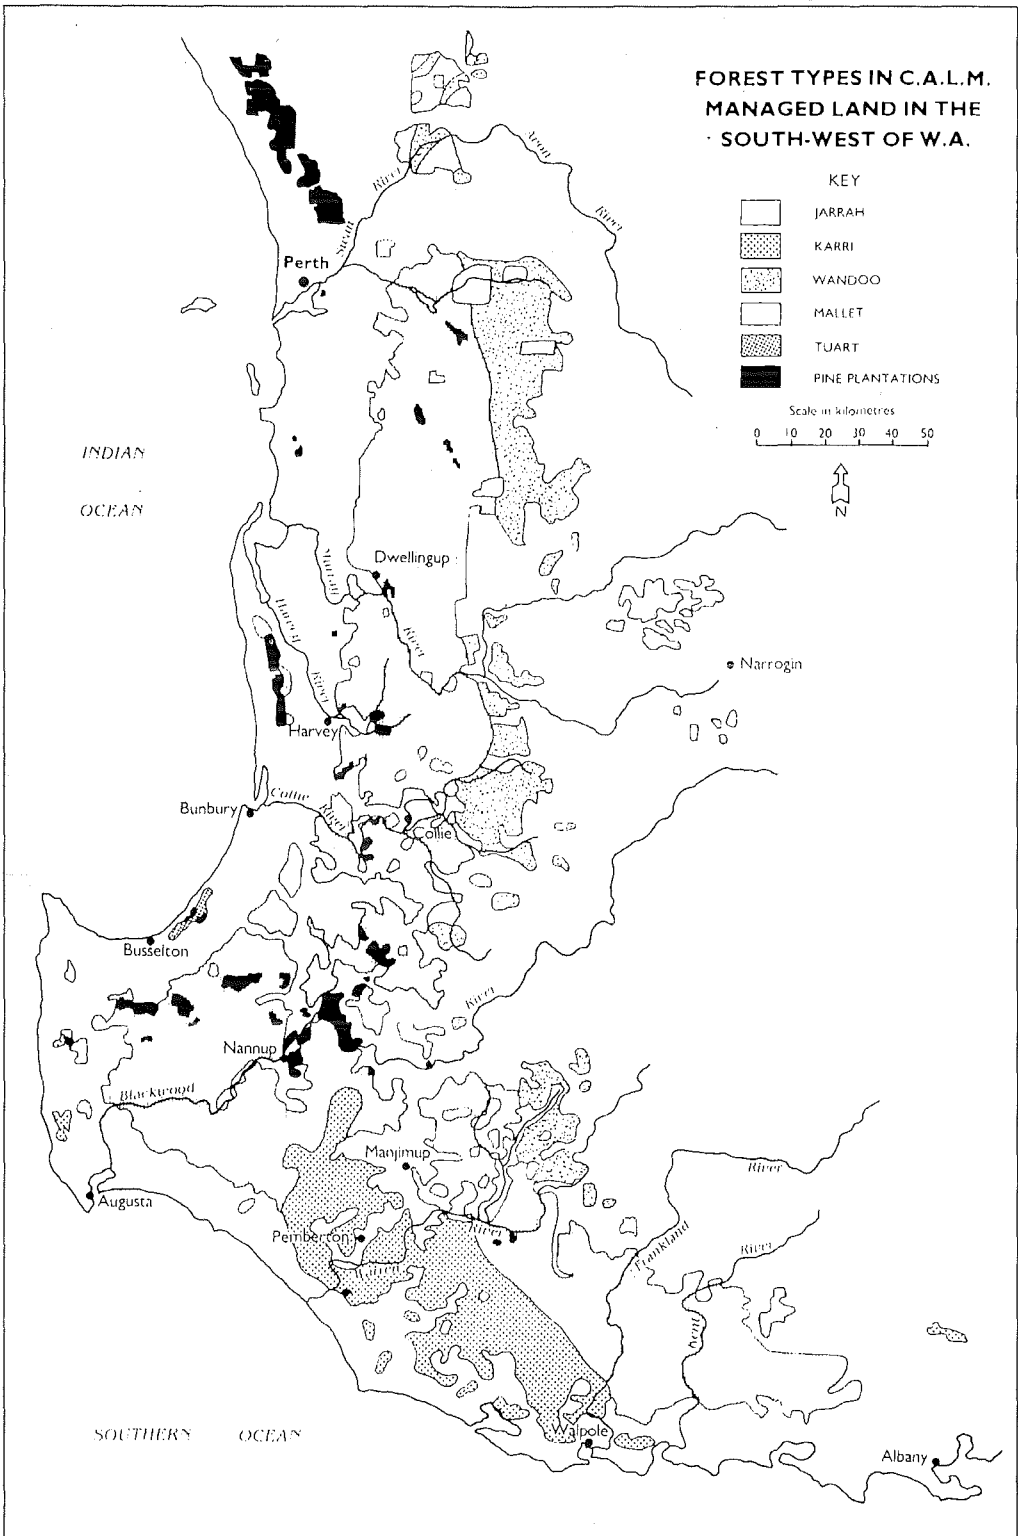 FOREST TYPES IN C.A.L.M.
MANAGED LAND IN THE
SOUTH-WEST OF W.A.
KEY
JARRAH
KARRI
WANDOO
MALLET
TUART
PINE PLANTATIONS
Scale in kilometres
0 10 20 30 40 50
N
Avon
River
Swan
River
Perth
INDIAN
OCEAN
Dwellingup
Murray
River
Harvey
River
Narrogin
Harvey
Bunbury
Collie
River
Collie
Busselton
River
Nannup
Blackwood
Manjimup
River
Augusta
Pemberton
River
Warren
Frankland
River
Kent
SOUTHERN OCEAN
Walpole
Albany